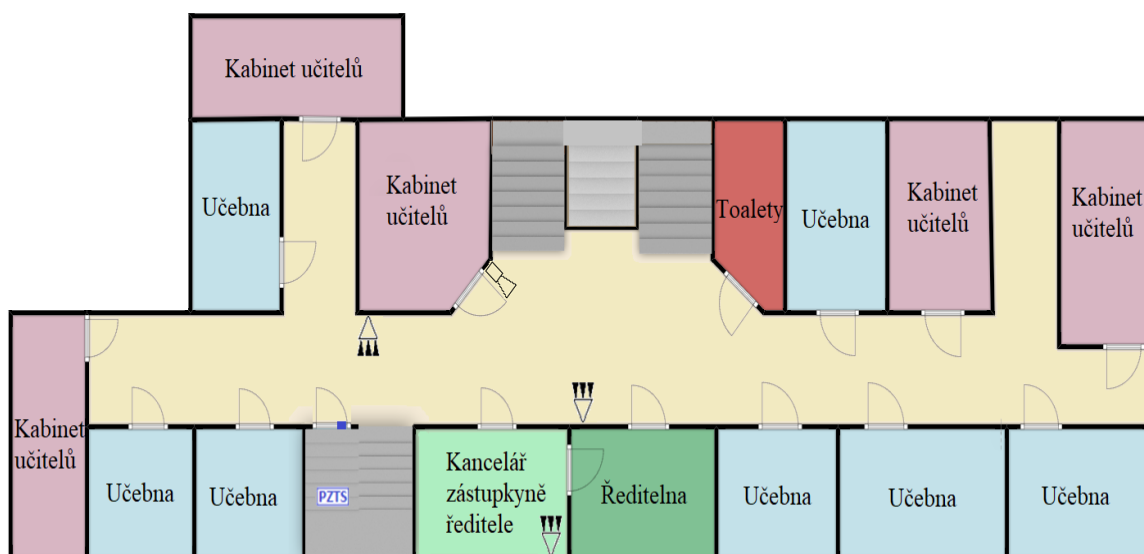 Kabinet učitelů
Učebna
Kabinet
učitelů
Toalety
Učebna
Kabinet
učitelů
Kabinet
učitelů
Kabinet
učitelů
Učebna
Učebna
PZTS
Kancelář
zástupkyně
ředitele
Ředitelna
Učebna
Učebna
Učebna